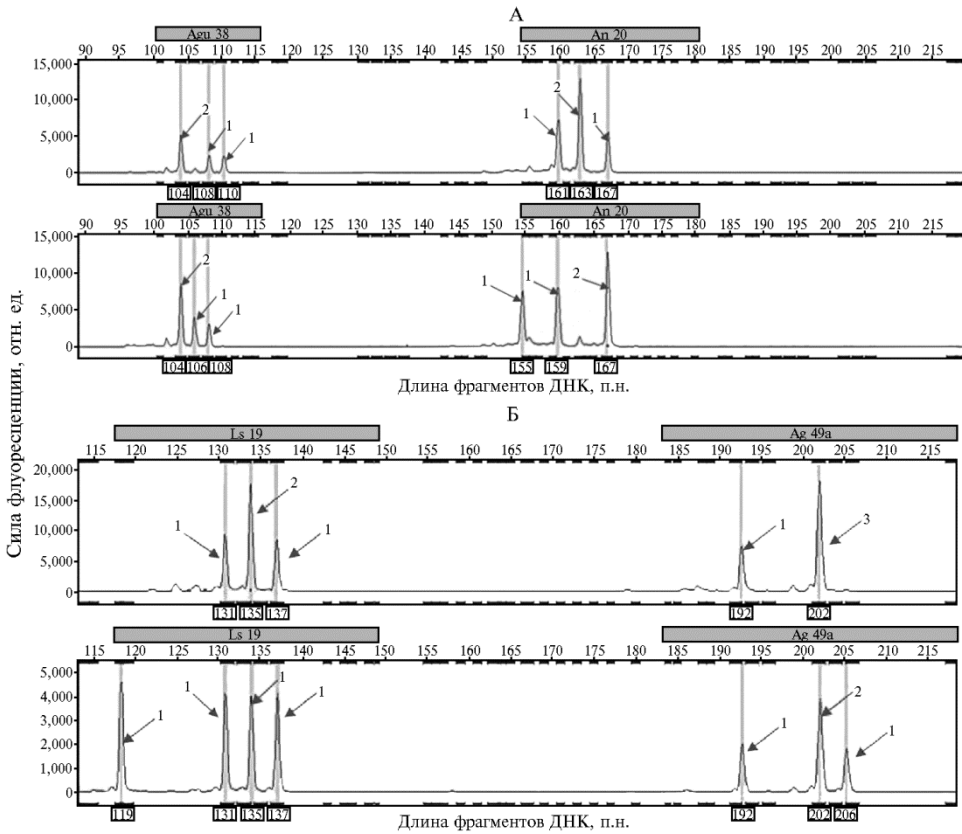 А
Agu 38 An 20
90 95 100 105 110 115 120 125 130 135 140 145 150 155 160 165 170 175 180 185 190 195 200 205 210 215
15,000
10,000
5,000
0
2 1 1 1 2 1
104 108 110 161 163 167
Agu 38 An 20
90 95 100 105 110 115 120 125 130 135 140 145 150 155 160 165 170 175 180 185 190 195 200 205 210 215
15,000
10,000
5,000
0
2 1 1 1 1 2
104 106 108 155 159 167
Длина фрагментов ДНК, п.н.
Сила флуоресценции, отн. ед.
Б
Ls 19 Ag 49a
115 120 125 130 135 140 145 150 155 160 165 170 175 180 185 190 195 200 205 210 215
20,000
15,000
10,000
5,000
0
1 2 1 1 3
131 135 137 192 202
Ls 19 Ag 49a
115 120 125 130 135 140 145 150 155 160 165 170 175 180 185 190 195 200 205 210 215
5,000
4,000
3,000
2,000
1,000
0
1 1 1 1 1 2 1
119 131 135 137 192 202 206
Длина фрагментов ДНК, п.н.